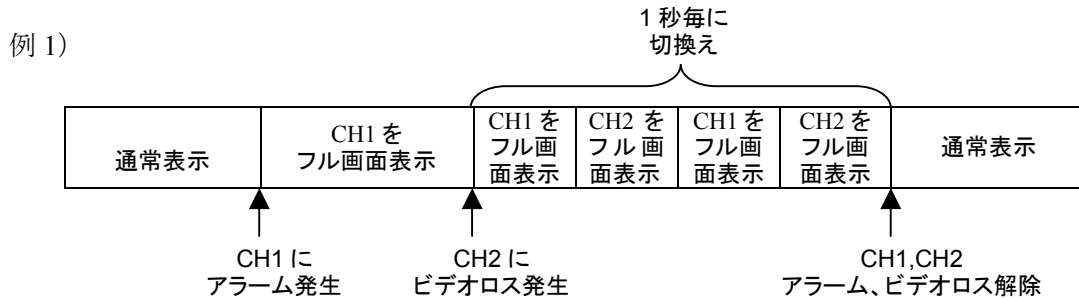 例 1）
1 秒毎に
切換え
通常表示
CH1 を
フル画面表示
CH1 を
フル画
面表示
CH2 を
フル画
面表示
CH1 を
フル画
面表示
CH2 を
フル画
面表示
通常表示
CH1 に
アラーム発生
CH2 に
ビデオロス発生
CH1,CH2
アラーム、ビデオロス解除